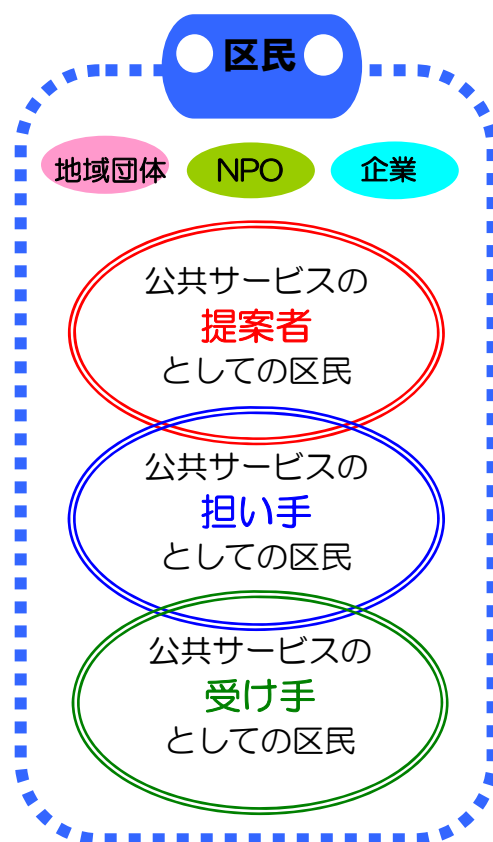 区民
地域団体 NPO 企業
公共サービスの
提案者
としての区民
公共サービスの
担い手
としての区民
公共サービスの
受け手
としての区民